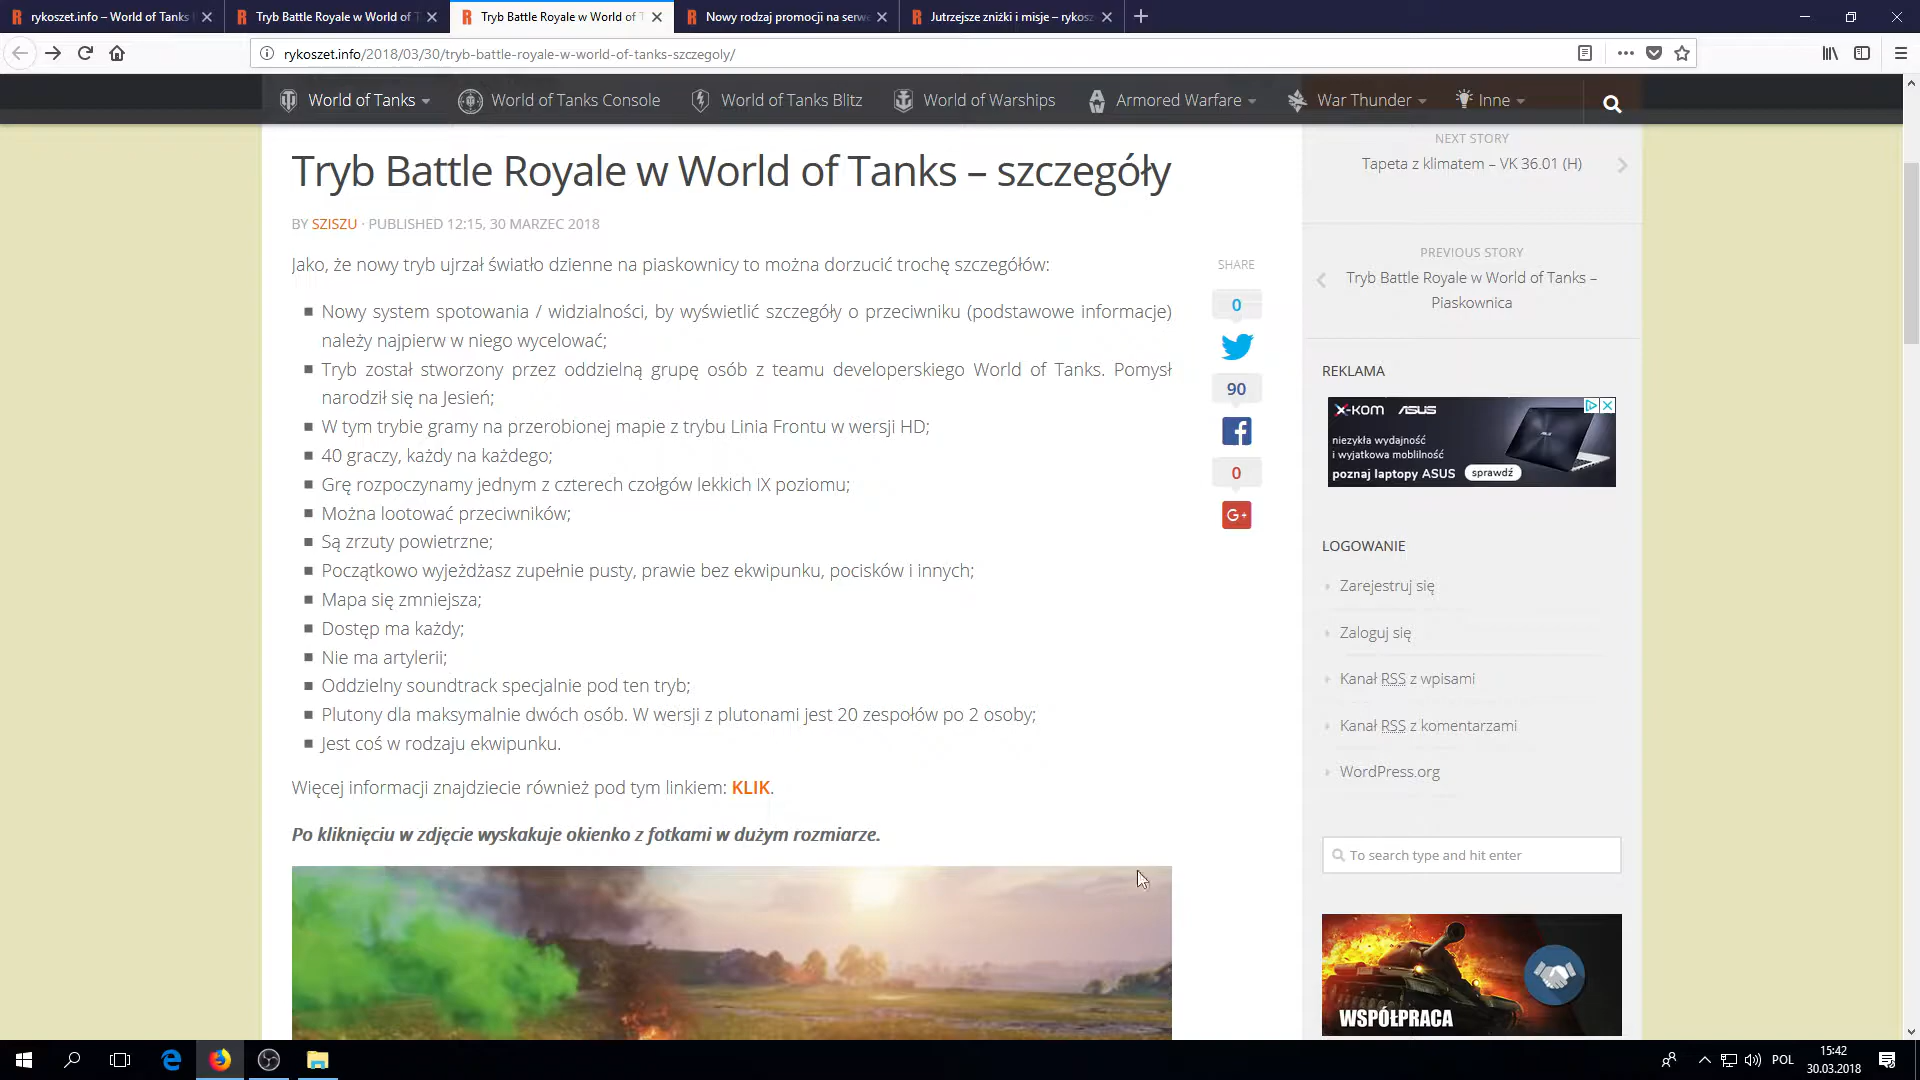 rykoszet.info – World of Tanks
Tryb Battle Royale w World of T
Tryb Battle Royale w World of T
Nowy rodzaj promocji na serwe
Jutrzejsze zniżki i misje – rykosz
rykoszet.info/2018/03/30/tryb-battle-royale-w-world-of-tanks-szczegoly/
World of Tanks
World of Tanks Console
World of Tanks Blitz
World of Warships
Armored Warfare
War Thunder
Inne
Tryb Battle Royale w World of Tanks – szczegóły
BY SZISZU · PUBLISHED 12:15, 30 MARZEC 2018
Jako, że nowy tryb ujrzał światło dzienne na piaskownicy to można dorzucić trochę szczegółów:
Nowy system spotowania / widzialności, by wyświetlić szczegóły o przeciwniku (podstawowe informacje)
należy najpierw w niego wycelować;
Tryb został stworzony przez oddzielną grupę osób z teamu developerskiego World of Tanks. Pomysł
narodził się na Jesień;
W tym trybie gramy na przerobionej mapie z trybu Linia Frontu w wersji HD;
40 graczy, każdy na każdego;
Grę rozpoczynamy jednym z czterech czołgów lekkich IX poziomu;
Można lootować przeciwników;
Są zrzuty powietrzne;
Początkowo wyjeżdżasz zupełnie pusty, prawie bez ekwipunku, pocisków i innych;
Mapa się zmniejsza;
Dostęp ma każdy;
Nie ma artylerii;
Oddzielny soundtrack specjalnie pod ten tryb;
Plutony dla maksymalnie dwóch osób. W wersji z plutonami jest 20 zespołów po 2 osoby;
Jest coś w rodzaju ekwipunku.
Więcej informacji znajdziecie również pod tym linkiem: KLIK.
Po kliknięciu w zdjęcie wyskakuje okienko z fotkami w dużym rozmiarze.
SHARE
0
90
0
G+
NEXT STORY
Tapeta z klimatem – VK 36.01 (H)
PREVIOUS STORY
Tryb Battle Royale w World of Tanks –
Piaskownica
REKLAMA
X-KOM ASUS
niezykła wydajność
i wyjatkowa moblilność
poznaj laptopy ASUS sprawdź
LOGOWANIE
Zarejestruj się
Zaloguj się
Kanał RSS z wpisami
Kanał RSS z komentarzami
WordPress.org
To search type and hit enter
WSPÓŁPRACA
POL
15:42
30.03.2018